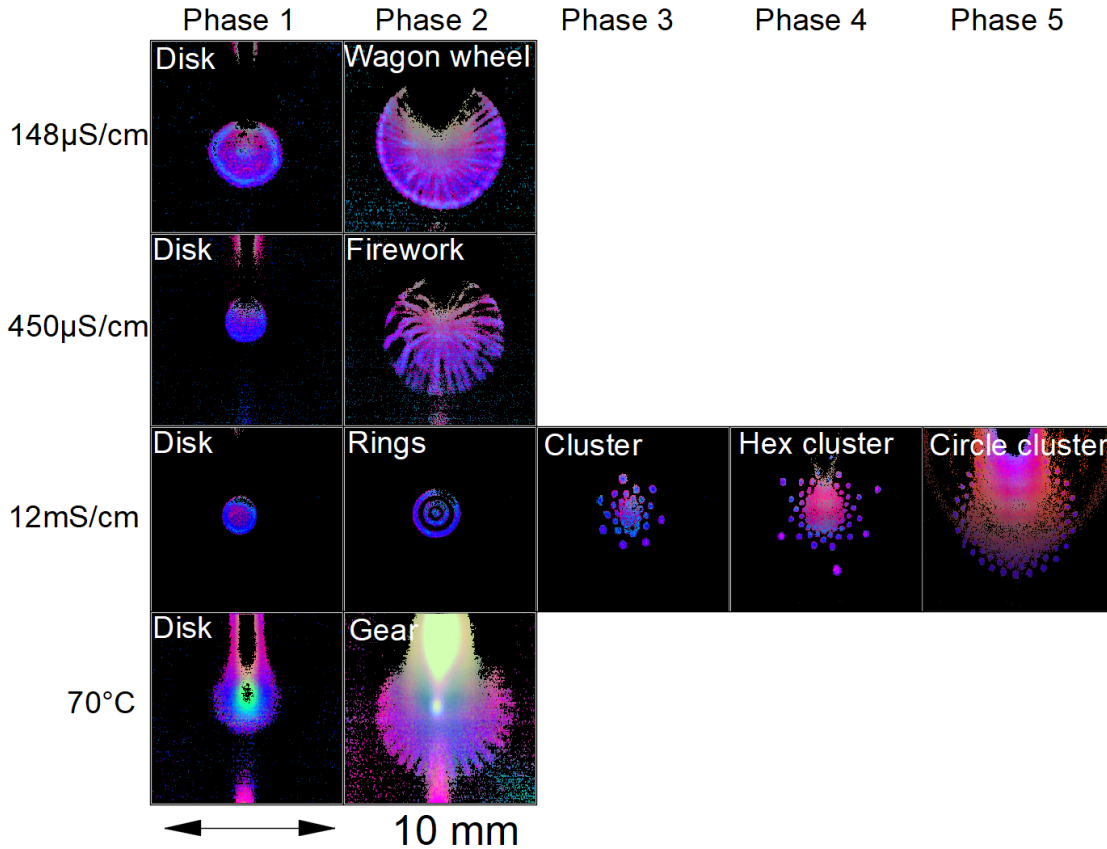 Phase 1 Phase 2 Phase 3 Phase 4 Phase 5
148µS/cm Disk Wagon wheel
450µS/cm Disk Firework
12mS/cm Disk Rings Cluster Hex cluster Circle cluster
70°C Disk Gear
10 mm